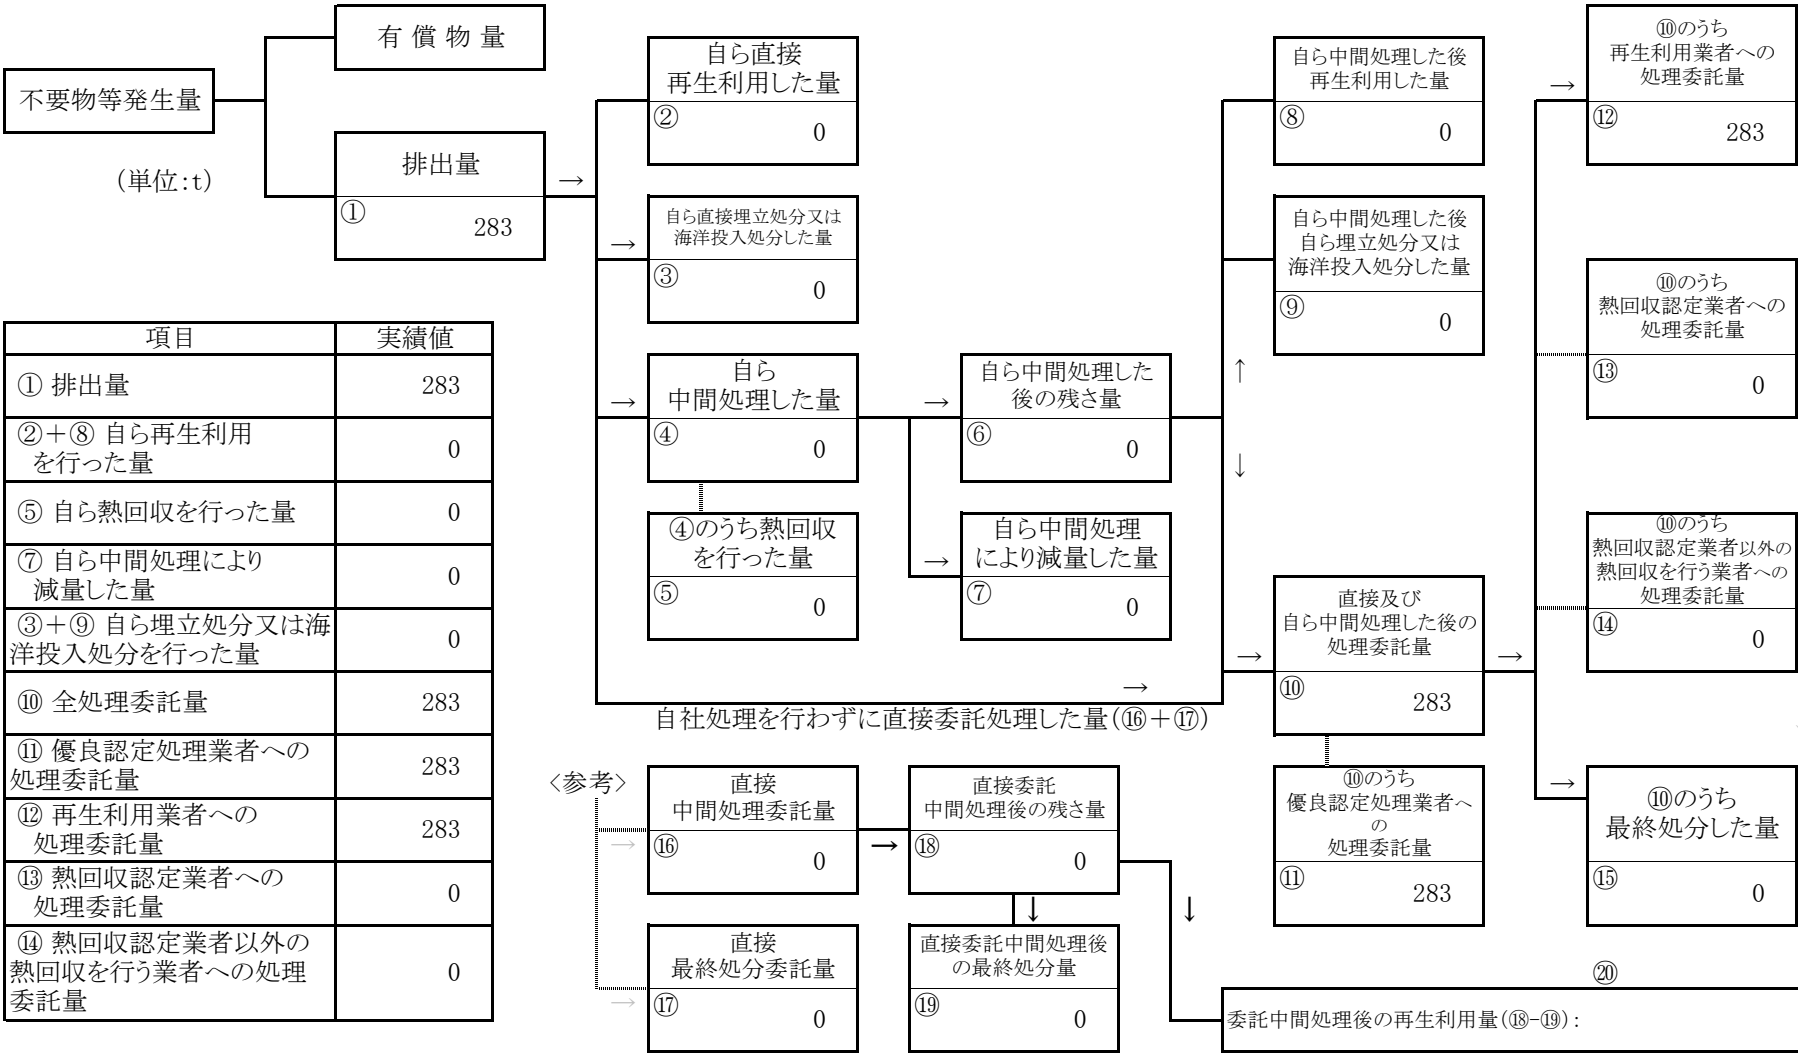 有 償 物 量
不要物等発生量
(単位:t)
排出量
①
283
→
自ら直接
再生利用した量
②
0
→
自ら直接埋立処分又は
海洋投入処分した量
③
0
→
自ら
中間処理した量
④
0
④のうち熱回収
を行った量
⑤
0
→
自ら中間処理した
後の残さ量
⑥
0
→
自ら中間処理
により減量した量
⑦
0
自ら中間処理した後
再生利用した量
⑧
0
自ら中間処理した後
自ら埋立処分又は
海洋投入処分した量
⑨
0
↑
↓
→
直接及び
自ら中間処理した後の
処理委託量
⑩
283
→
⑩のうち
優良認定処理業者へ
の
処理委託量
⑪
283
→
⑩のうち
再生利用業者への
処理委託量
⑫
283
⑩のうち
熱回収認定業者への
処理委託量
⑬
0
⑩のうち
熱回収認定業者以外の
熱回収を行う業者への
処理委託量
⑭
0
→
⑩のうち
最終処分した量
⑮
0
→
自社処理を行わずに直接委託処理した量(⑯+⑰)
<参考>
→
直接
中間処理委託量
⑯
0
→
直接委託
中間処理後の残さ量
⑱
0
↓
↓
→
直接
最終処分委託量
⑰
0
直接委託中間処理後
の最終処分量
⑲
0
⑳
委託中間処理後の再生利用量(⑱-⑲):
項目 実績値
① 排出量 283
②+⑧ 自ら再生利用
を行った量 0
⑤ 自ら熱回収を行った量 0
⑦ 自ら中間処理により
減量した量 0
③+⑨ 自ら埋立処分又は海
洋投入処分を行った量 0
⑩ 全処理委託量 283
⑪ 優良認定処理業者への
処理委託量 283
⑫ 再生利用業者への
処理委託量 283
⑬ 熱回収認定業者への
処理委託量 0
⑭ 熱回収認定業者以外の
熱回収を行う業者への処理
委託量 0